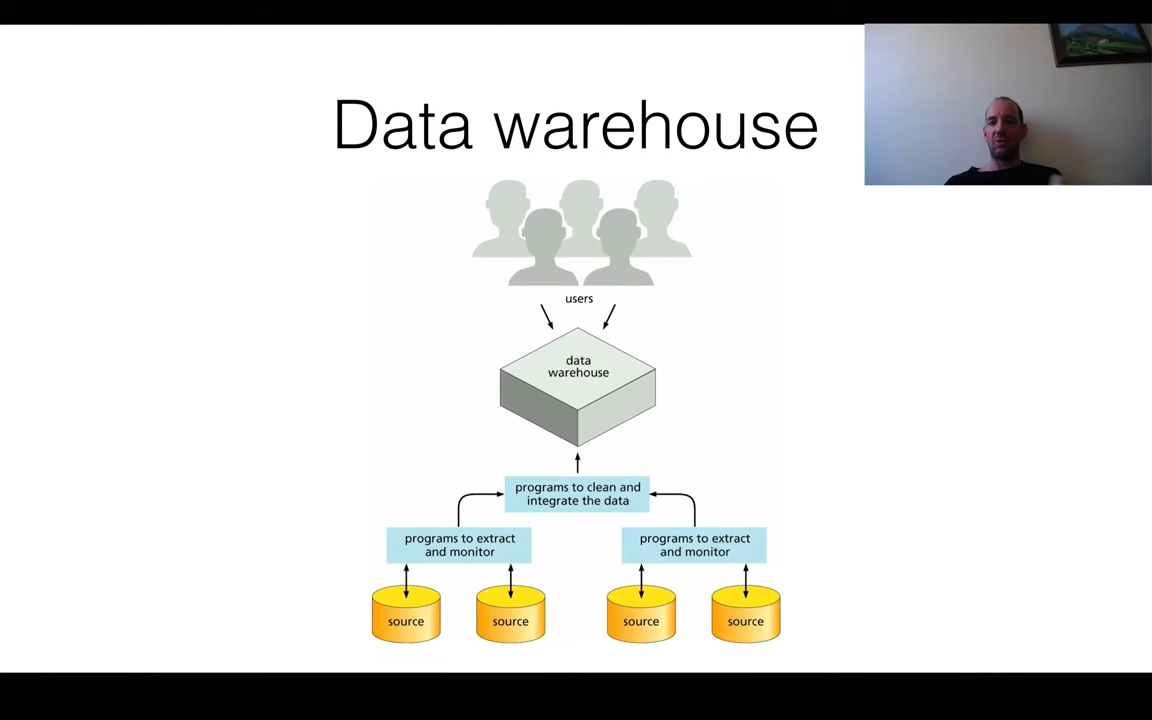 Data warehouse
users
data
warehouse
programs to clean and
integrate the data
programs to extract
and monitor
programs to extract
and monitor
source
source
source
source